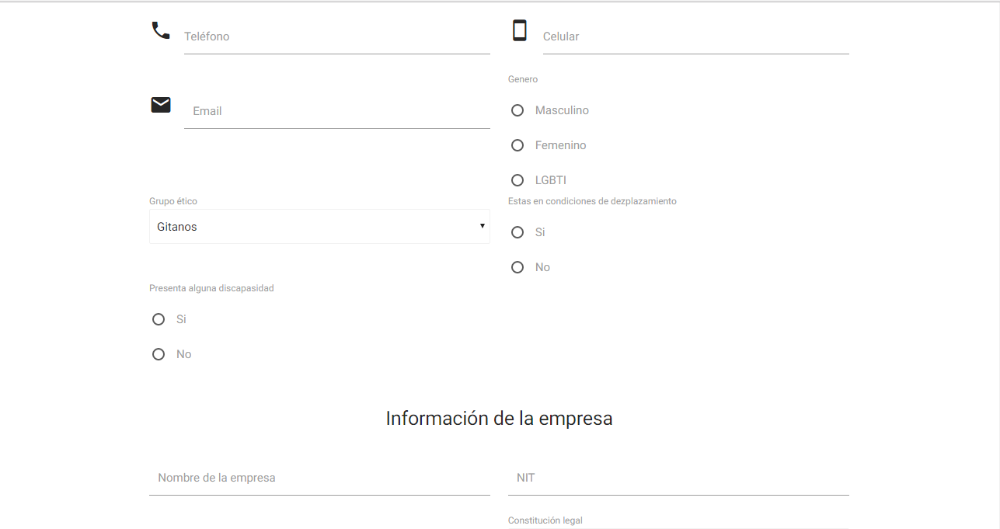 Teléfono
Celular
Genero
Email
Masculino
Femenino
LGBTI
Grupo ético
Estas en condiciones de dezplazamiento
Gitanos
Si
No
Presenta alguna discapasidad
Si
No
Información de la empresa
Nombre de la empresa
NIT
Constitución legal